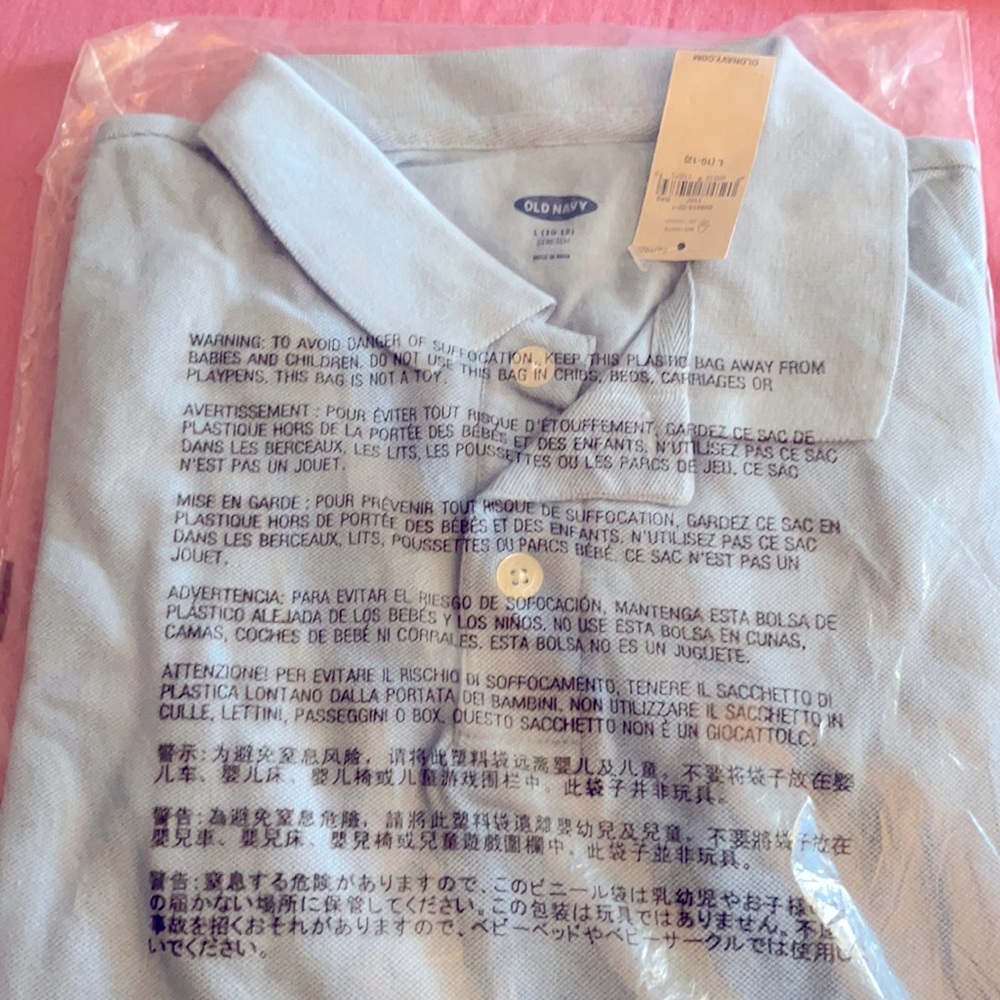 OLDNAVY.COM
L (10-12)
OLD NAVY
L (10-12)
WARNING: TO AVOID DANGER OF SUFFOCATION, KEEP THIS PLASTIC BAG AWAY FROM
BABIES AND CHILDREN. DO NOT USE THIS BAG IN CRIBS, BEDS, CARRIAGES OR
PLAYPENS. THIS BAG IS NOT A TOY.
AVERTISSEMENT : POUR ÉVITER TOUT RISQUE D'ÉTOUFFEMENT, GARDEZ CE SAC DE
PLASTIQUE HORS DE LA PORTÉE DES BÉBÉS ET DES ENFANTS. N'UTILISEZ PAS CE SAC
DANS LES BERCEAUX, LES LITS, LES POUSSETTES OU LES PARCS DE JEU. CE SAC
N'EST PAS UN JOUET.
MISE EN GARDE : POUR PRÉVENIR TOUT RISQUE DE SUFFOCATION, GARDEZ CE SAC EN
PLASTIQUE HORS DE PORTÉE DES BÉBÉS ET DES ENFANTS. N'UTILISEZ PAS CE SAC
DANS LES BERCEAUX, LITS, POUSSETTES OU PARCS BÉBÉ. CE SAC N'EST PAS UN
JOUET.
ADVERTENCIA: PARA EVITAR EL RIESGO DE SOFOCACIÓN, MANTENGA ESTA BOLSA DE
PLÁSTICO ALEJADA DE LOS BEBÉS Y LOS NIÑOS. NO USE ESTA BOLSA EN CUNAS,
CAMAS, COCHES DE BEBÉ NI CORRALES. ESTA BOLSA NO ES UN JUGUETE.
ATTENZIONE! PER EVITARE IL RISCHIO DI SOFFOCAMENTO, TENERE IL SACCHETTO DI
PLASTICA LONTANO DALLA PORTATA DEI BAMBINI. NON UTILIZZARE IL SACCHETTO IN
CULLE, LETTINI, PASSEGGINI O BOX. QUESTO SACCHETTO NON È UN GIOCATTOLO.
警示:为避免窒息风险，请将此塑料袋远离婴儿及儿童。不要将袋子放在婴
儿车、婴儿床、婴儿椅或儿童游戏围栏中。此袋子并非玩具。
警告:為避免窒息危險，請將此塑料袋遠離嬰幼兒及兒童。不要將袋子放在
嬰兒車、嬰兒床、嬰兒椅或兒童遊戲圍欄中。此袋子並非玩具。
警告:窒息する危険がありますので、このビニール袋は乳幼児やお子様
の届かない場所に保管してください。この包装は玩具ではありません。不
事故を招くおそれがありますので、ベビーベッドやベビーサークルでは使用し
いでください。